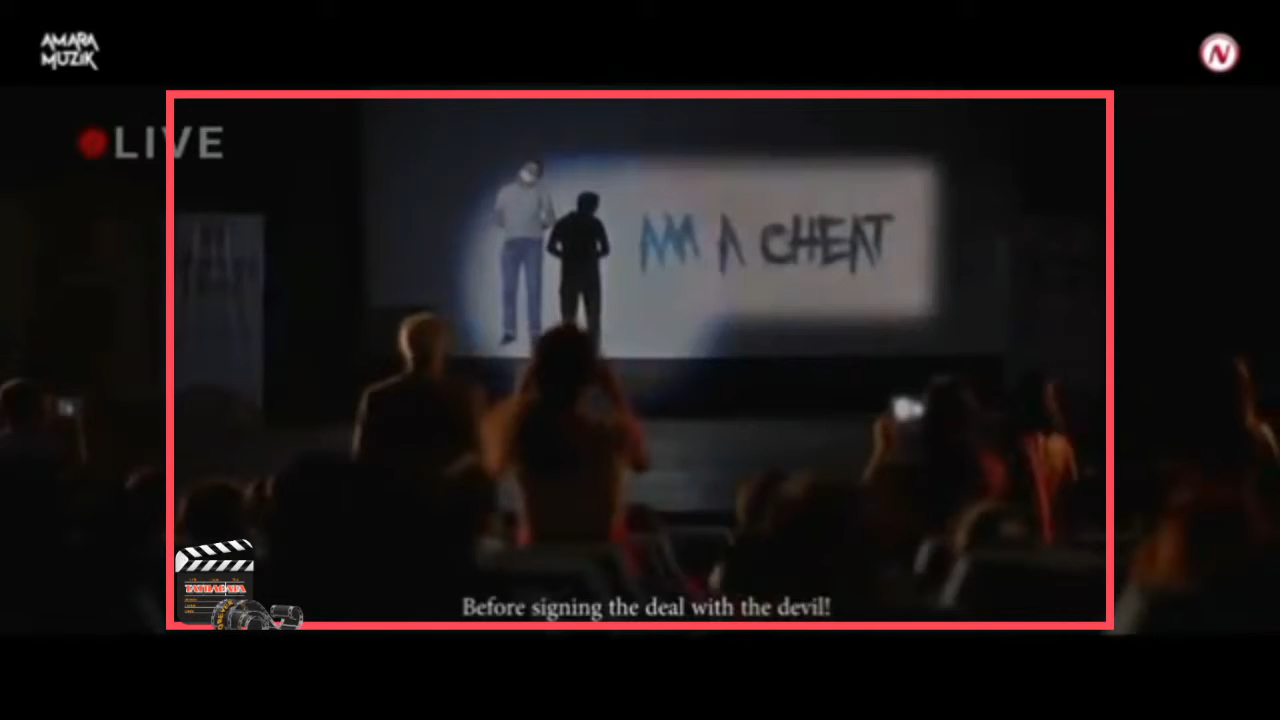 AMARA
MUZIK
N
LIVE
AM A CHEAT
Before signing the deal with the devil!